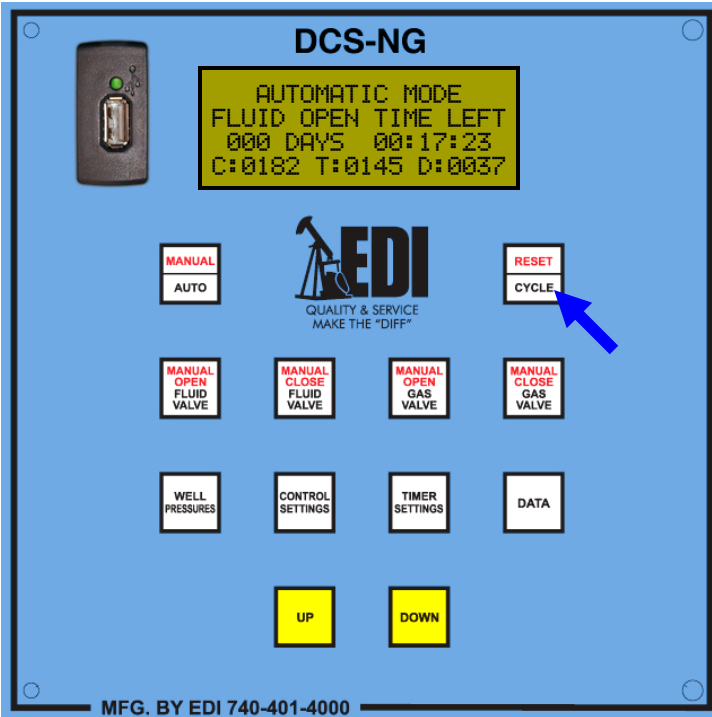 DCS-NG
AUTOMATIC MODE
FLUID OPEN TIME LEFT
000 DAYS 00:17:23
C:0182 T:0145 D:0037
EDI
QUALITY & SERVICE
MAKE THE "DIFF"
MANUAL
AUTO
RESET
CYCLE
MANUAL
OPEN
FLUID
VALVE
MANUAL
CLOSE
FLUID
VALVE
MANUAL
OPEN
GAS
VALVE
MANUAL
CLOSE
GAS
VALVE
WELL
PRESSURES
CONTROL
SETTINGS
TIMER
SETTINGS
DATA
UP
DOWN
MFG. BY EDI 740-401-4000